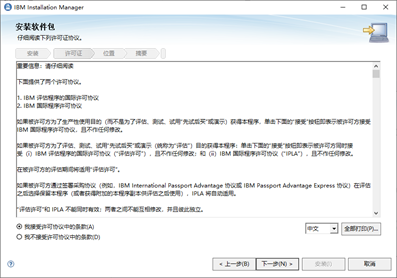 IBM Installation Manager
安装软件包
仔细阅读下列许可证协议。
安装 许可证 位置 摘要
重要信息：请仔细阅读
下面提供了两个许可协议。
1. IBM 评估程序的国际许可协议
2. IBM 国际程序许可协议
如果被许可方为了生产性使用目的（而不是为了评估、测试、试用“先试后买”或演示）获得本程序，单击下面的“接受”按钮即表示被许可方接受
IBM 国际程序许可协议，且不作任何修改。
如果被许可方为了评估、测试、试用“先试后买”或演示（统称为“评估”）目的获得本程序：单击下面的“接受”按钮即表示被许可方同时接
受（i）IBM 评估程序的国际许可协议（“评估许可”），且不作任何修改；和（ii）IBM 国际程序许可协议（“IPLA”），且不作任何修改。
在被许可方的评估期间将适用“评估许可”。
如果被许可方通过签署采购协议（例如，IBM International Passport Advantage 协议或 IBM Passport Advantage Express 协议）在评估
之后选择保留本程序（或者获得附加的本程序副本供评估之后使用），IPLA 将自动适用。
“评估许可”和 IPLA 不能同时有效；两者之间不能互相修改，并且彼此独立。
我接受许可协议中的条款(A)
我不接受许可协议中的条款(D)
中文 全部打印(P)...
< 上一步(B) 下一步(N) > 安装(I) 取消